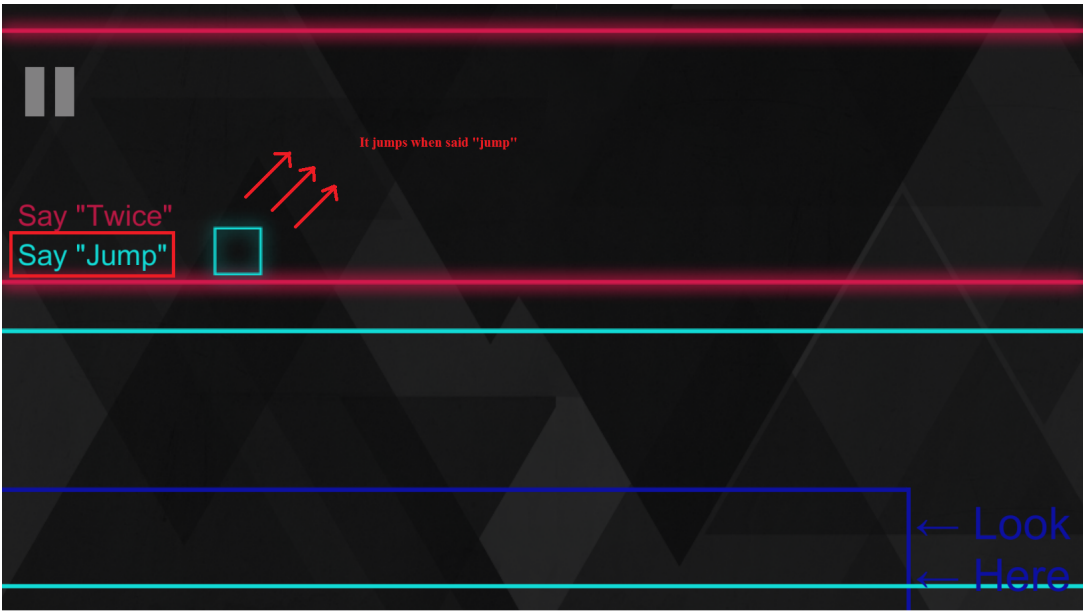 It jumps when said "jump"
Say "Twice"
Say "Jump"
← Look
← Here